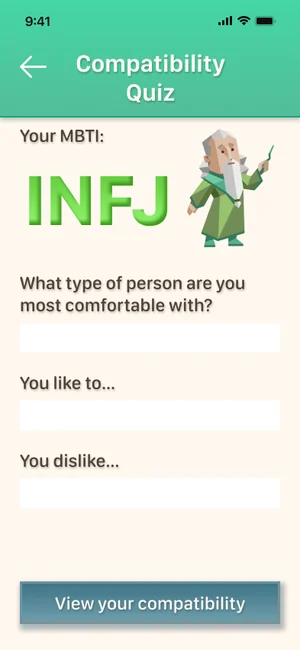 9:41
Compatibility
Quiz
Your MBTI:
INFJ
What type of person are you
most comfortable with?
You like to...
You dislike...
View your compatibility